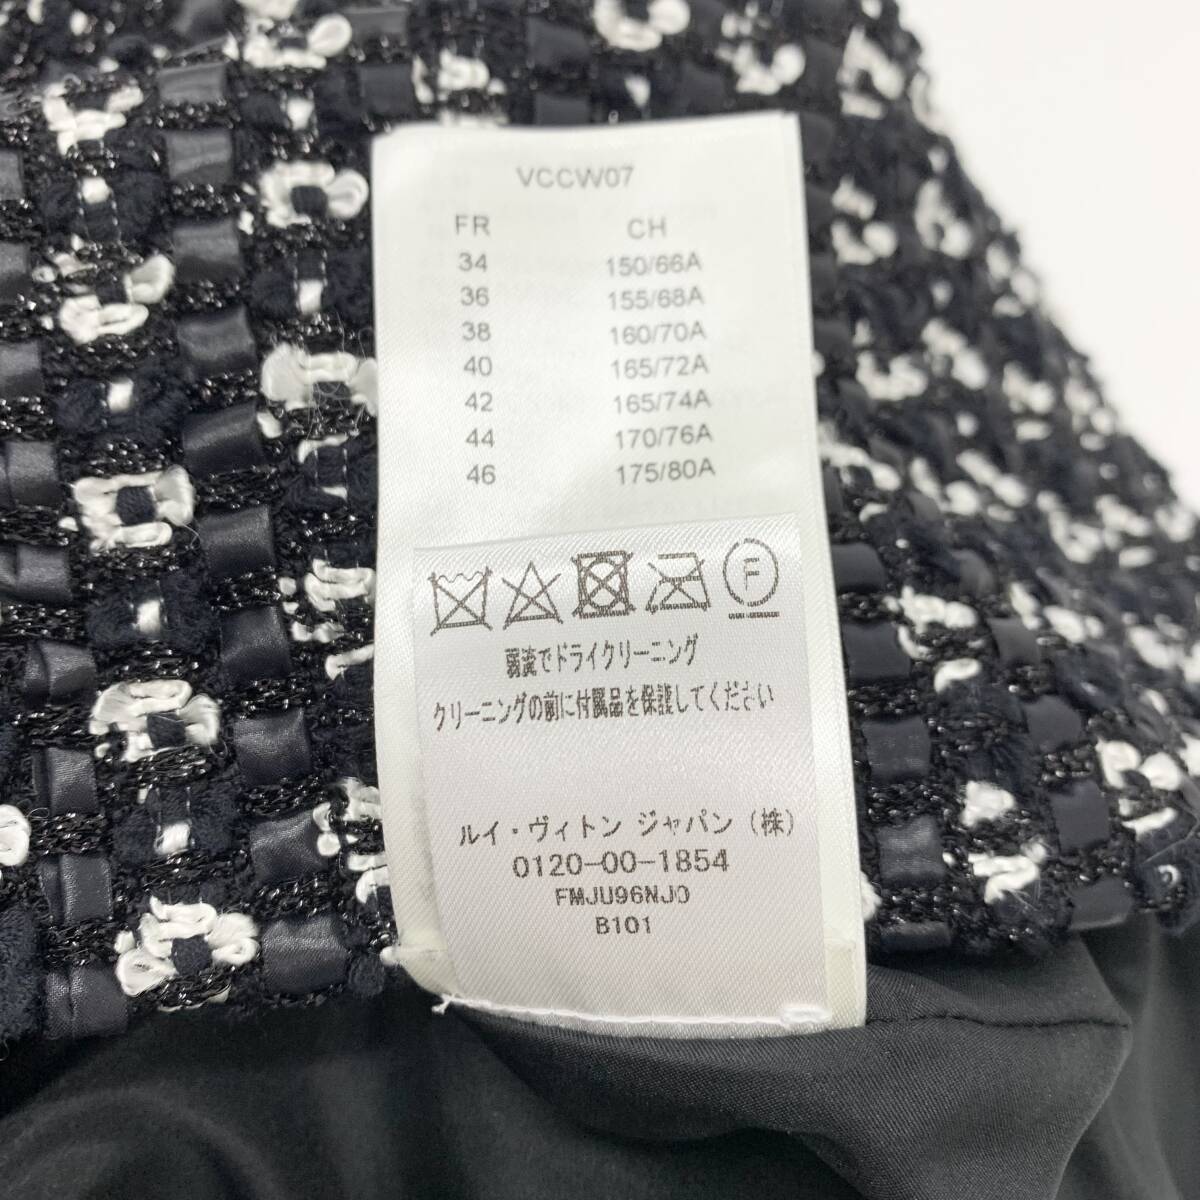 VCCW07
FR CH
34 150/66A
36 155/68A
38 160/70A
40 165/72A
42 165/74A
44 170/76A
46 175/80A
F
弱流でドライクリーニング
クリーニングの前に付属品を保護してください
ルイ・ヴィトン ジャパン（株）
0120-00-1854
FMJU96NJO
B101